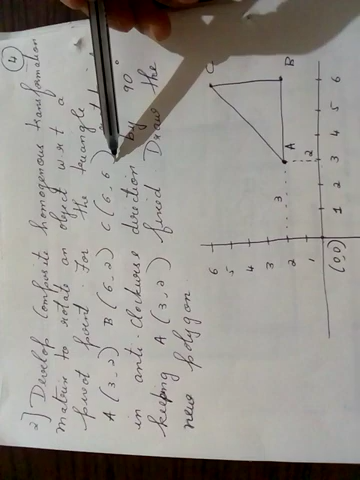 4
2] Develop composite homogenous transformation
matrix to rotate an object w.r.t a
pivot point. For the triangle
A (3,2) B (6,2) C (6,6)
in anti-clockwise direction by 90°
keeping A (3,2) fixed Draw the
new polygon
C
B
A
6
5
4
3
2
1
3
2
(0,0)
1
2
3
4
5
6